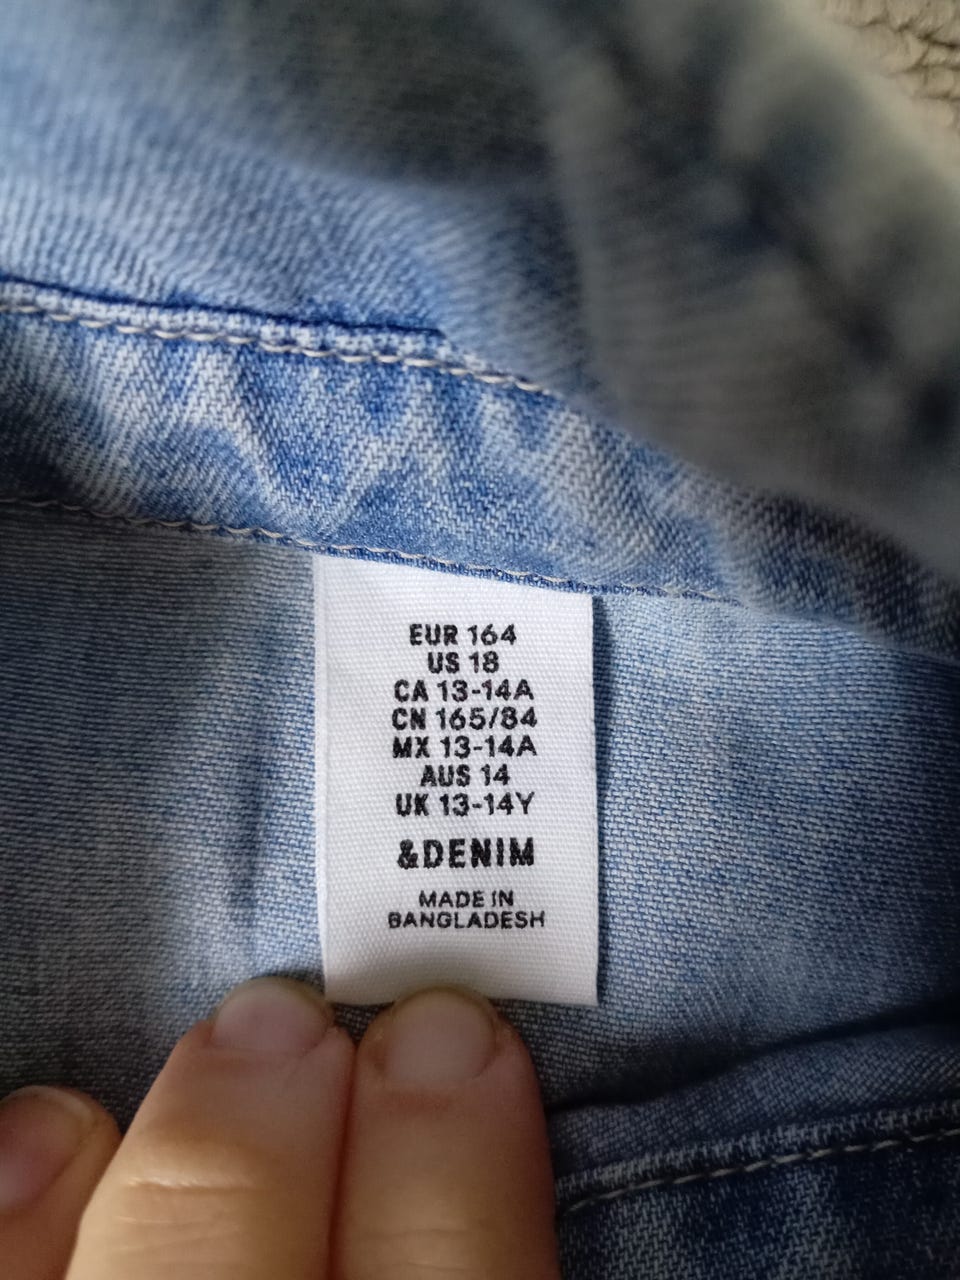 EUR 164
US 18
CA 13-14A
CN 165/84
MX 13-14A
AUS 14
UK 13-14Y
&DENIM
MADE IN
BANGLADESH